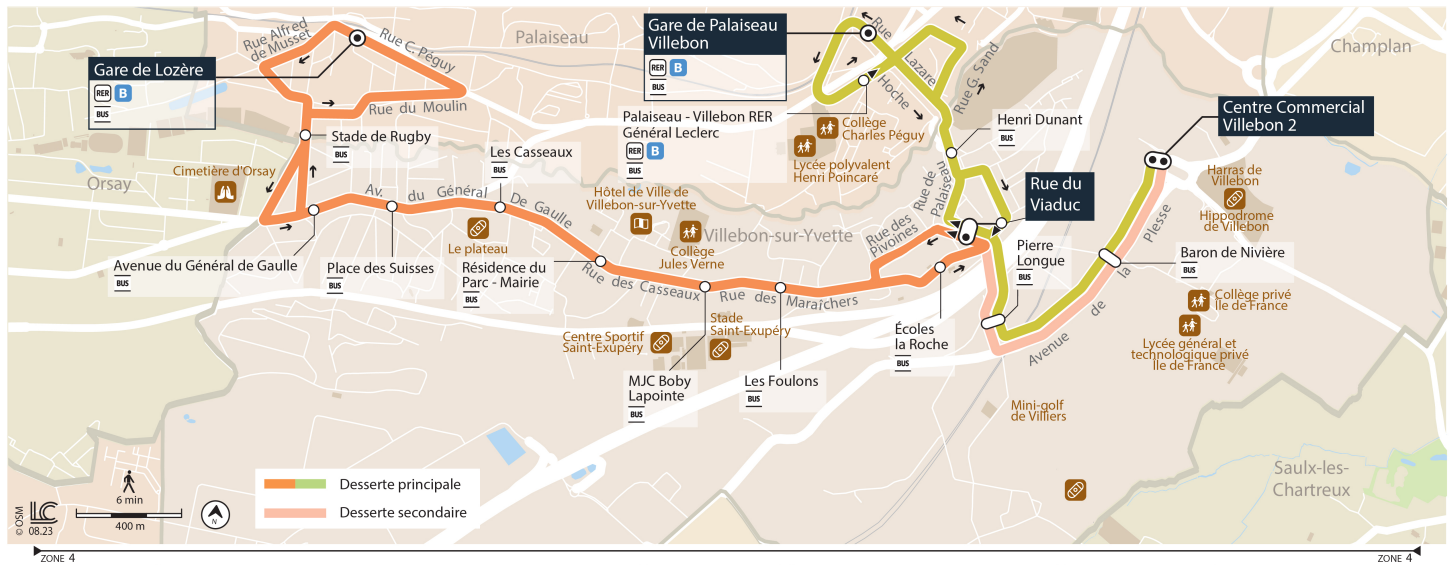 Rue Alfred
de Musset
Rue C. Péguy
Palaiseau
Gare de Lozère
RER B
BUS
Rue du Moulin
Stade de Rugby
BUS
Cimetière d'Orsay
Orsay
Les Casseaux
BUS
Av. du Général De Gaulle
Gare de Palaiseau
Villebon
RER B
BUS
Rue Lazare Hoche
Rue G. Sand
Champlan
Palaiseau - Villebon RER
Général Leclerc
RER B
BUS
Collège
Charles Péguy
Lycée polyvalent
Henri Poincaré
Henri Dunant
BUS
Centre Commercial
Villebon 2
Harras de
Villebon
Hippodrome
de Villebon
Rue du
Viaduc
Rue de
Palaiseau
Rue des
Pivoines
Hôtel de Ville de
Villebon-sur-Yvette
Villebon-sur-Yvette
Collège
Jules Verne
Le plateau
Avenue du Général de Gaulle
BUS
Place des Suisses
BUS
Résidence du
Parc - Mairie
BUS
Rue des Casseaux
Rue des Maraîchers
Pierre
Longue
BUS
Baron de Nivière
BUS
Avenue de la Plesse
Collège privé
Ile de France
Lycée général et
technologique privé
Ile de France
Centre Sportif
Saint-Exupéry
Stade
Saint-Exupéry
Écoles
la Roche
BUS
MJC Boby
Lapointe
BUS
Les Foulons
BUS
Mini-golf
de Villiers
Saulx-les-
Chartreux
6 min
400 m
N
© OSM
LC
08.23
Desserte principale
Desserte secondaire
ZONE 4
ZONE 4